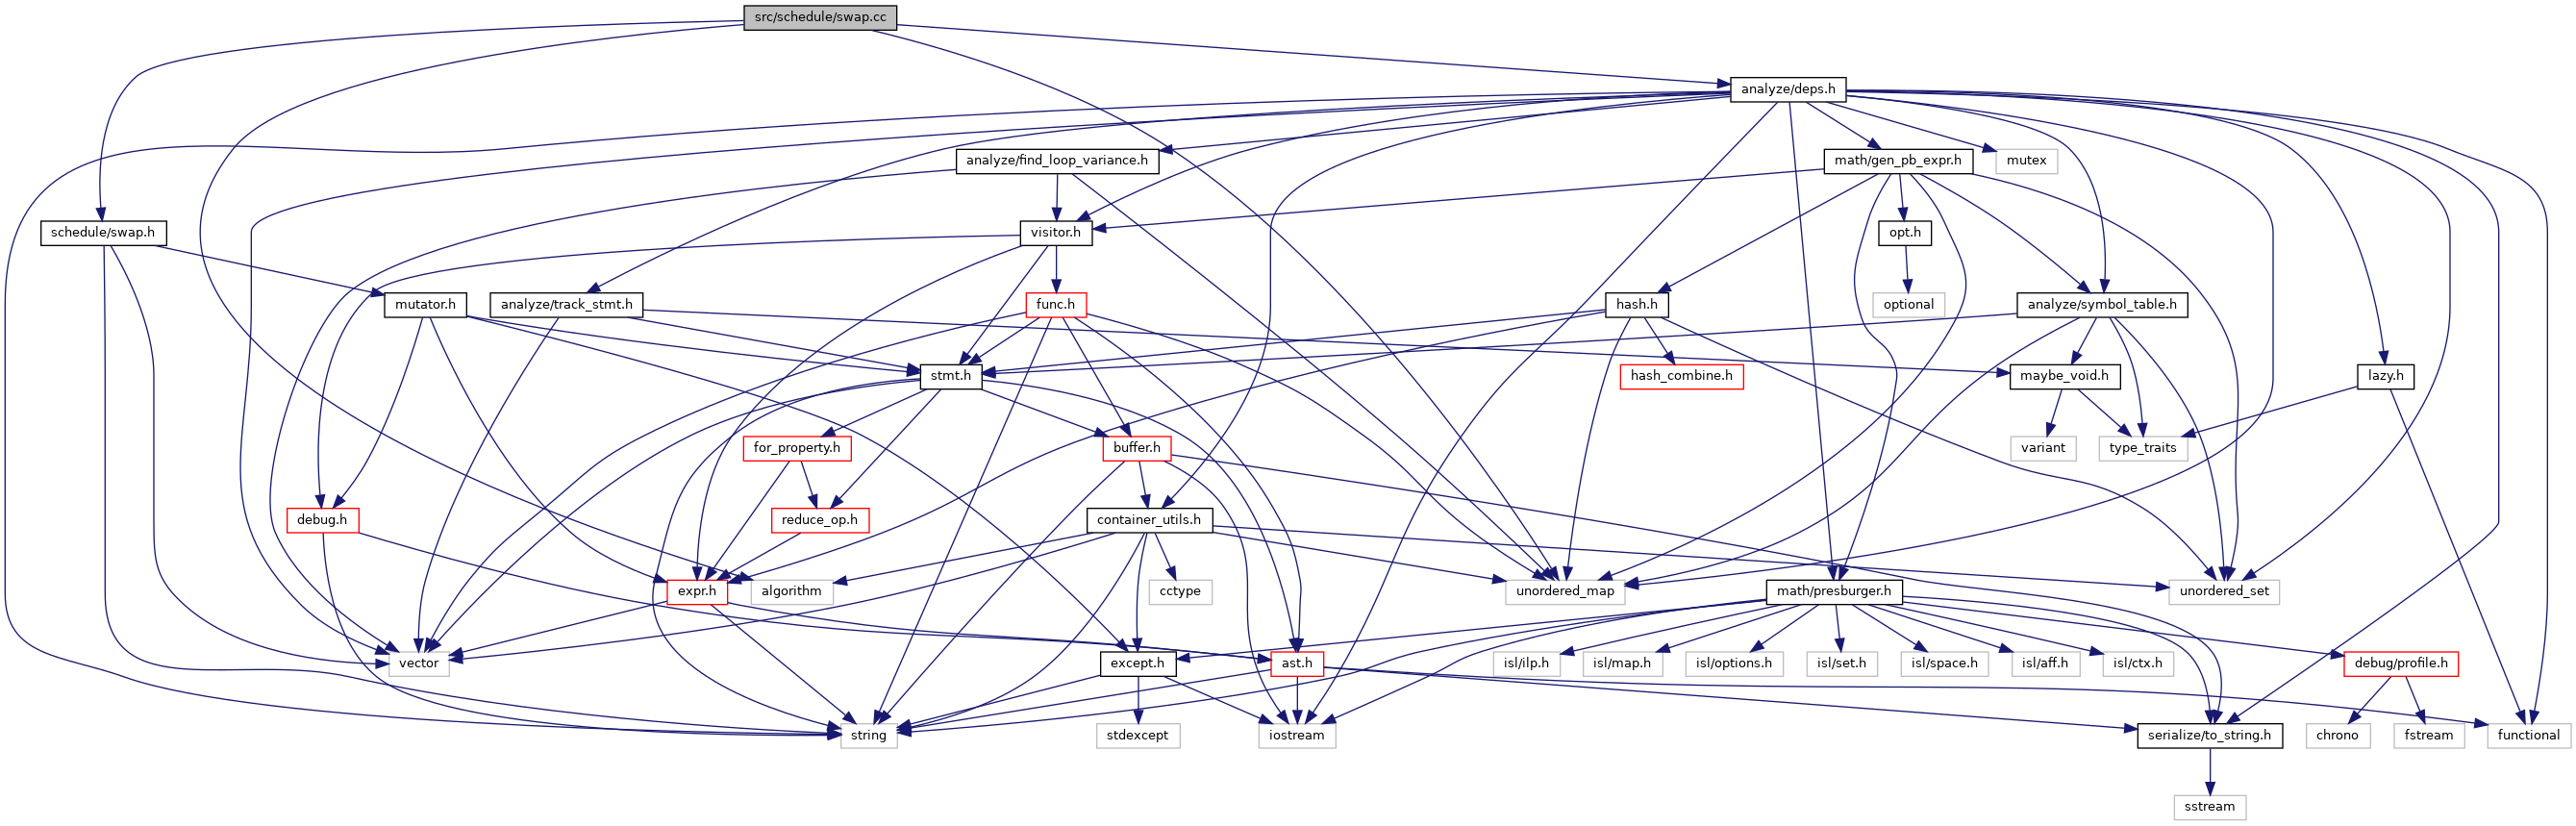 src/schedule/swap.cc
analyze/deps.h
analyze/find_loop_variance.h
math/gen_pb_expr.h
mutex
schedule/swap.h
visitor.h
opt.h
mutator.h
analyze/track_stmt.h
func.h
hash.h
optional
analyze/symbol_table.h
stmt.h
hash_combine.h
maybe_void.h
lazy.h
for_property.h
buffer.h
variant
type_traits
debug.h
reduce_op.h
container_utils.h
expr.h
algorithm
cctype
unordered_map
math/presburger.h
unordered_set
vector
except.h
ast.h
isl/ilp.h
isl/map.h
isl/options.h
isl/set.h
isl/space.h
isl/aff.h
isl/ctx.h
debug/profile.h
string
stdexcept
iostream
serialize/to_string.h
chrono
fstream
functional
sstream